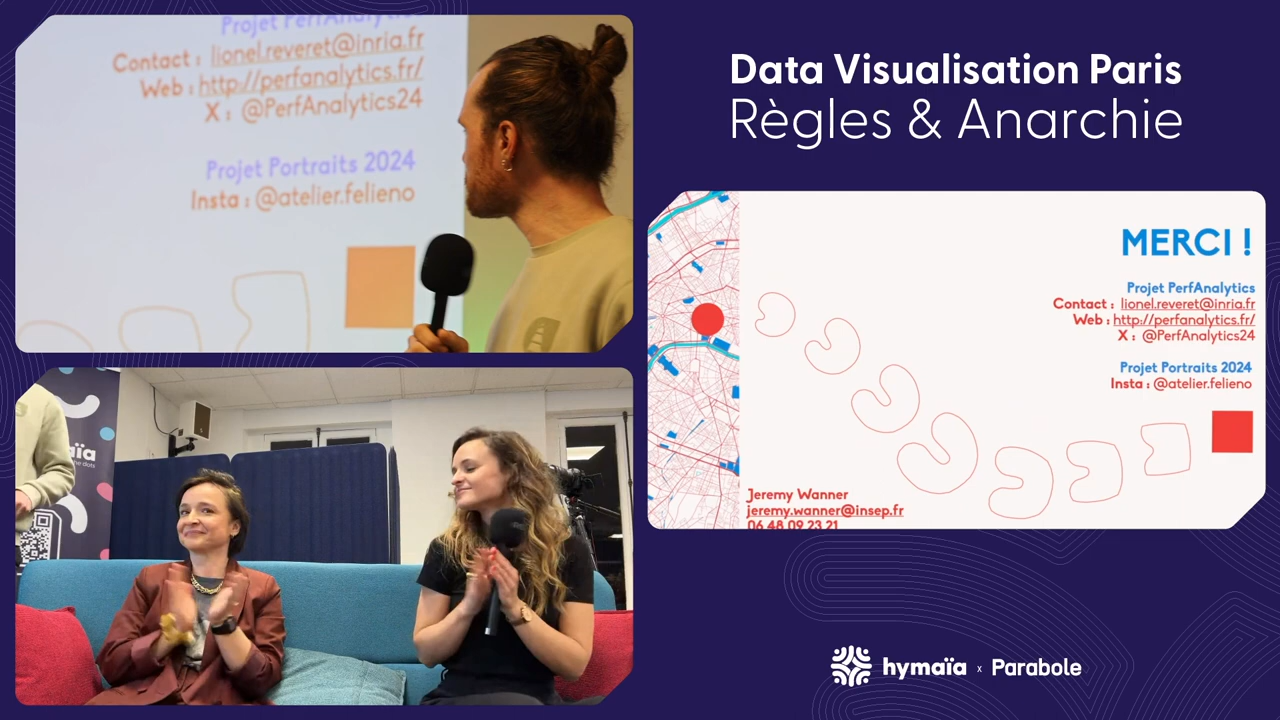 Projet PerfAnalytics
Contact : lionel.reveret@inria.fr
Web : http://perfanalytics.fr/
X : @PerfAnalytics24
Projet Portraits 2024
Insta : @atelier.felieno
Data Visualisation Paris
Règles & Anarchie
MERCI !
Projet PerfAnalytics
Contact : lionel.reveret@inria.fr
Web : http://perfanalytics.fr/
X : @PerfAnalytics24
Projet Portraits 2024
Insta : @atelier.felieno
Jeremy Wanner
jeremy.wanner@insep.fr
06 48 09 23 21
hymaïa x Parabole